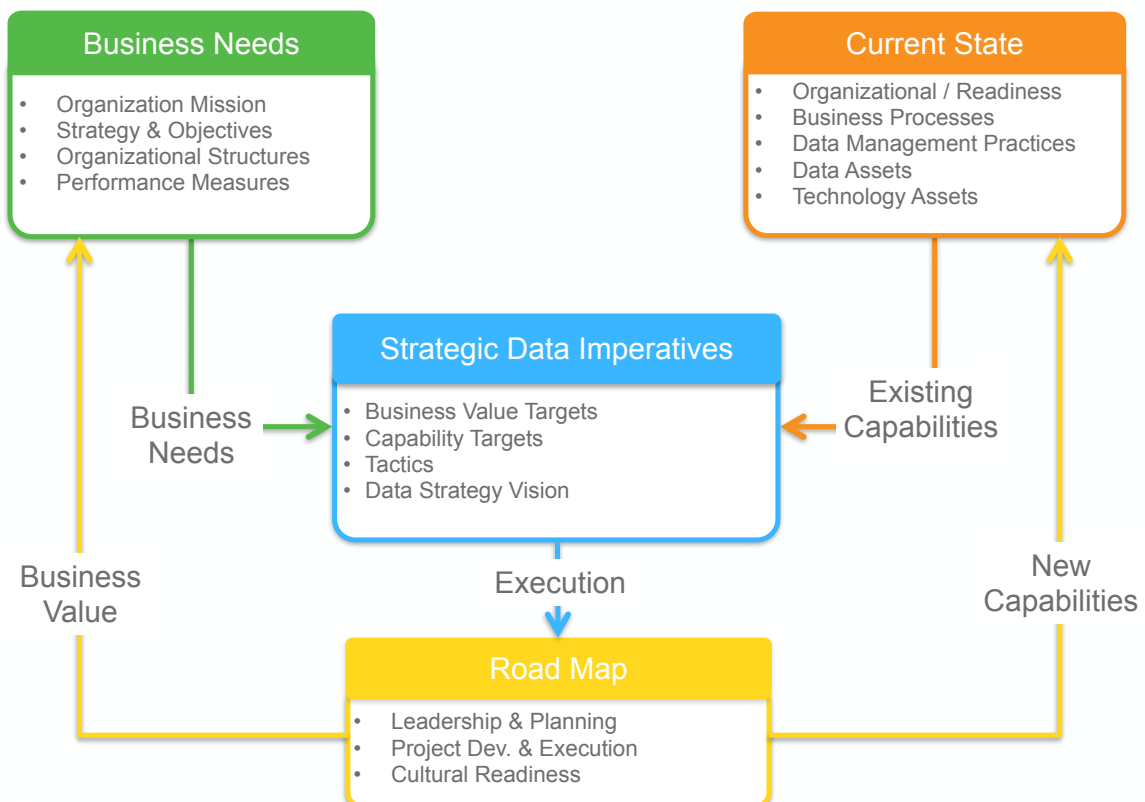 Business Needs
• Organization Mission
• Strategy & Objectives
• Organizational Structures
• Performance Measures
Current State
• Organizational / Readiness
• Business Processes
• Data Management Practices
• Data Assets
• Technology Assets
Strategic Data Imperatives
• Business Value Targets
• Capability Targets
• Tactics
• Data Strategy Vision
Business
Needs
Existing
Capabilities
Execution
Business
Value
New
Capabilities
Road Map
• Leadership & Planning
• Project Dev. & Execution
• Cultural Readiness